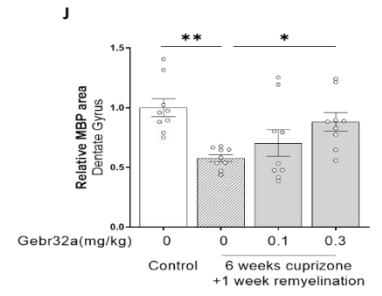 J
** *
1.5
1.0
0.5
0.0
Relative MBP area
Dentate Gyrus
Gebr32a(mg/kg) 0 0 0.1 0.3
Control 6 weeks cuprizone
+1 week remyelination